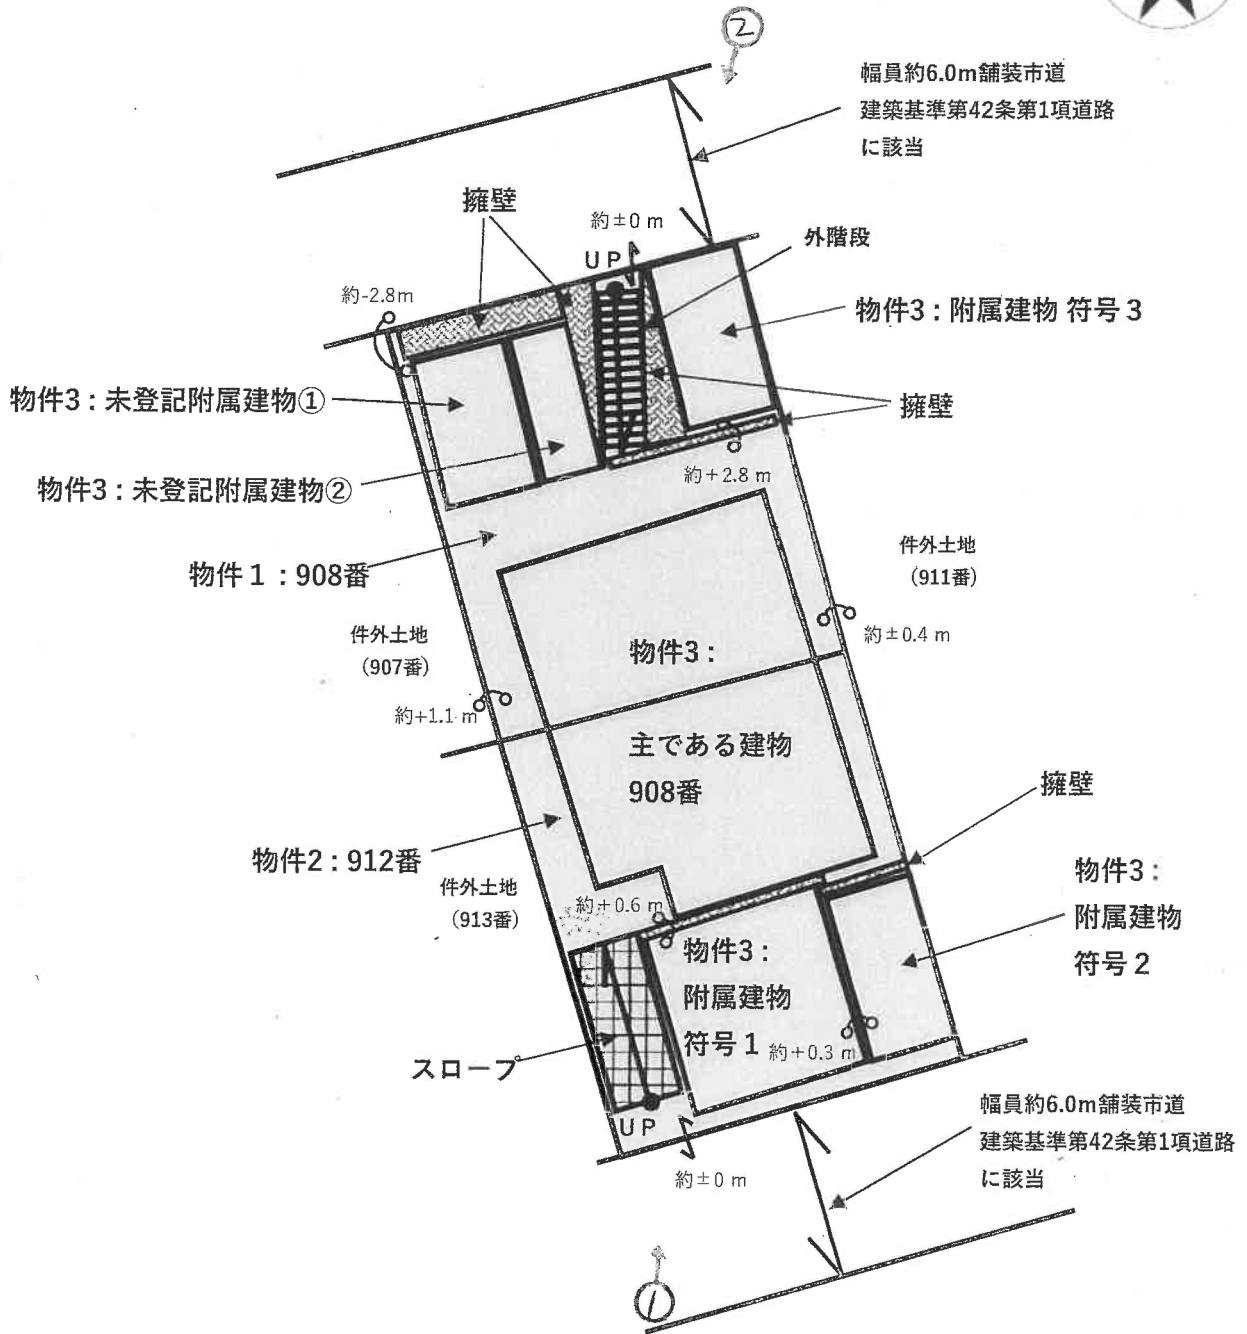 ②
幅員約6.0m舗装市道
建築基準第42条第1項道路
に該当
擁壁
約±0 m
UP
外階段
約-2.8m
物件3：附属建物 符号3
物件3：未登記附属建物①
擁壁
物件3：未登記附属建物②
約+2.8 m
件外土地
(911番)
物件1：908番
件外土地
(907番)
約±0.4 m
物件3：
約+1.1 m
主である建物
908番
擁壁
物件2：912番
物件3：
附属建物
符号2
件外土地
(913番)
約+0.6 m
物件3：
附属建物
符号1
約+0.3 m
スロープ
UP
幅員約6.0m舗装市道
建築基準第42条第1項道路
に該当
約±0 m
①